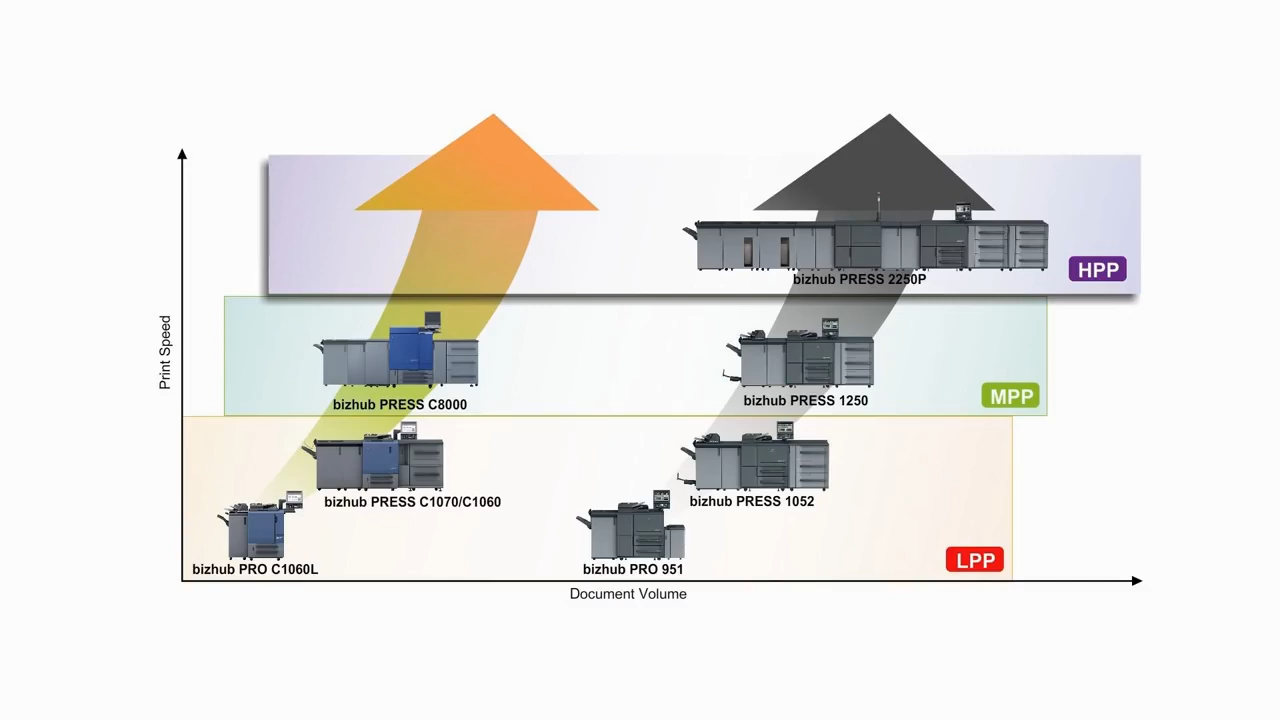 HPP
bizhub PRESS 2250P
Print Speed
MPP
bizhub PRESS C8000
bizhub PRESS 1250
bizhub PRESS C1070/C1060
bizhub PRESS 1052
LPP
bizhub PRO C1060L
bizhub PRO 951
Document Volume